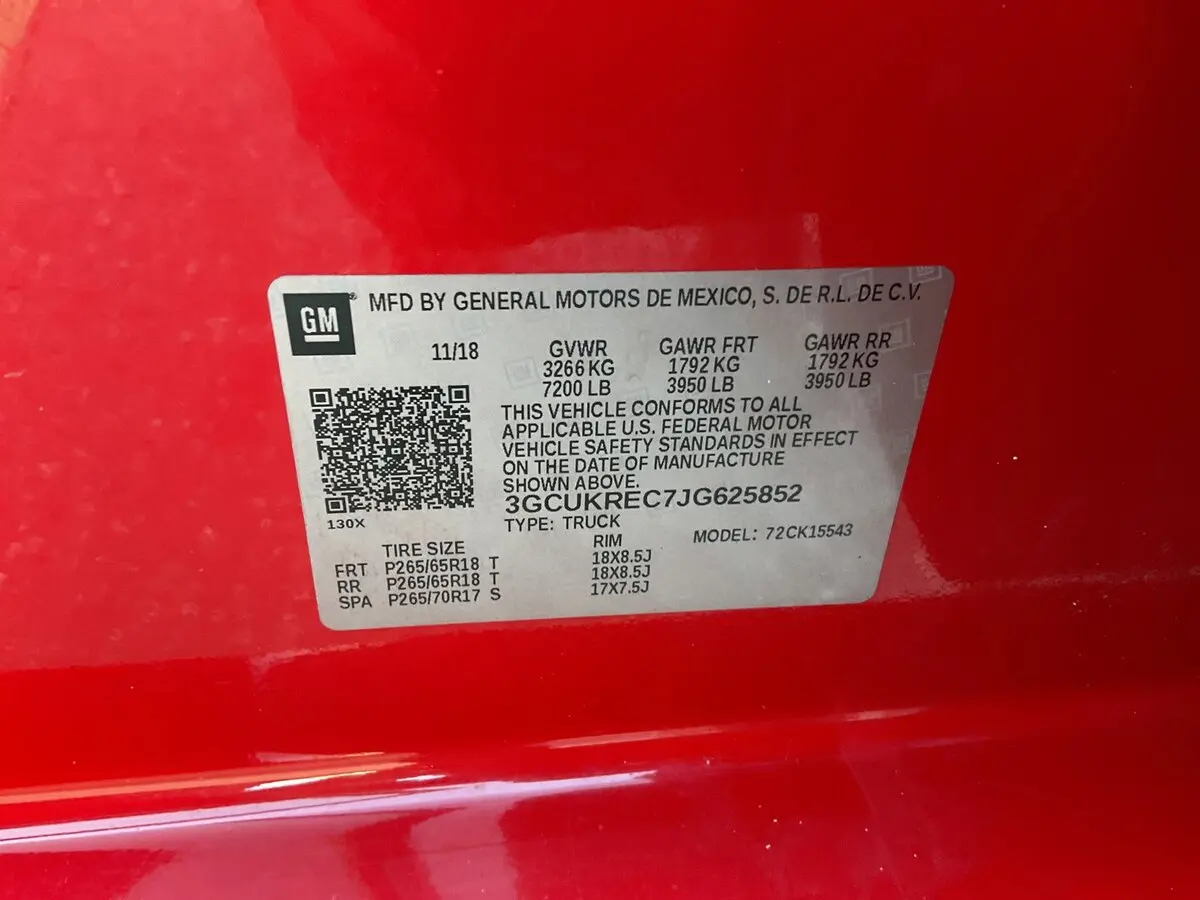 GM® MFD BY GENERAL MOTORS DE MEXICO, S. DE R.L. DE C.V.
11/18 GVWR GAWR FRT GAWR RR
3266 KG 1792 KG 1792 KG
7200 LB 3950 LB 3950 LB
THIS VEHICLE CONFORMS TO ALL
APPLICABLE U.S. FEDERAL MOTOR
VEHICLE SAFETY STANDARDS IN EFFECT
ON THE DATE OF MANUFACTURE
SHOWN ABOVE.
3GCUKREC7JG625852
130X
TYPE: TRUCK MODEL: 72CK15543
TIRE SIZE RIM
FRT P265/65R18 T 18X8.5J
RR P265/65R18 T 18X8.5J
SPA P265/70R17 S 17X7.5J